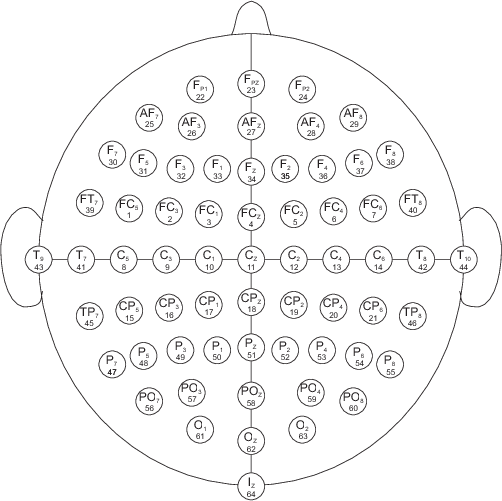 FP1 FPZ FP2
22 23 24
AF7 AF3 AFZ AF4 AF8
25 26 27 28 29
F7 F5 F3 F1 FZ F2 F4 F6 F8
30 31 32 33 34 35 36 37 38
FT7 FC5 FC3 FC1 FCZ FC2 FC4 FC6 FT8
39 1 2 3 4 5 6 7 40
T9 T7 C5 C3 C1 CZ C2 C4 C6 T8 T10
43 41 8 9 10 11 12 13 14 42 44
TP7 CP5 CP3 CP1 CPZ CP2 CP4 CP6 TP8
45 15 16 17 18 19 20 21 46
P7 P5 P3 P1 PZ P2 P4 P6 P8
47 48 49 50 51 52 53 54 55
PO7 PO3 POZ PO4 PO8
56 57 58 59 60
O1 OZ O2
61 62 63
IZ
64